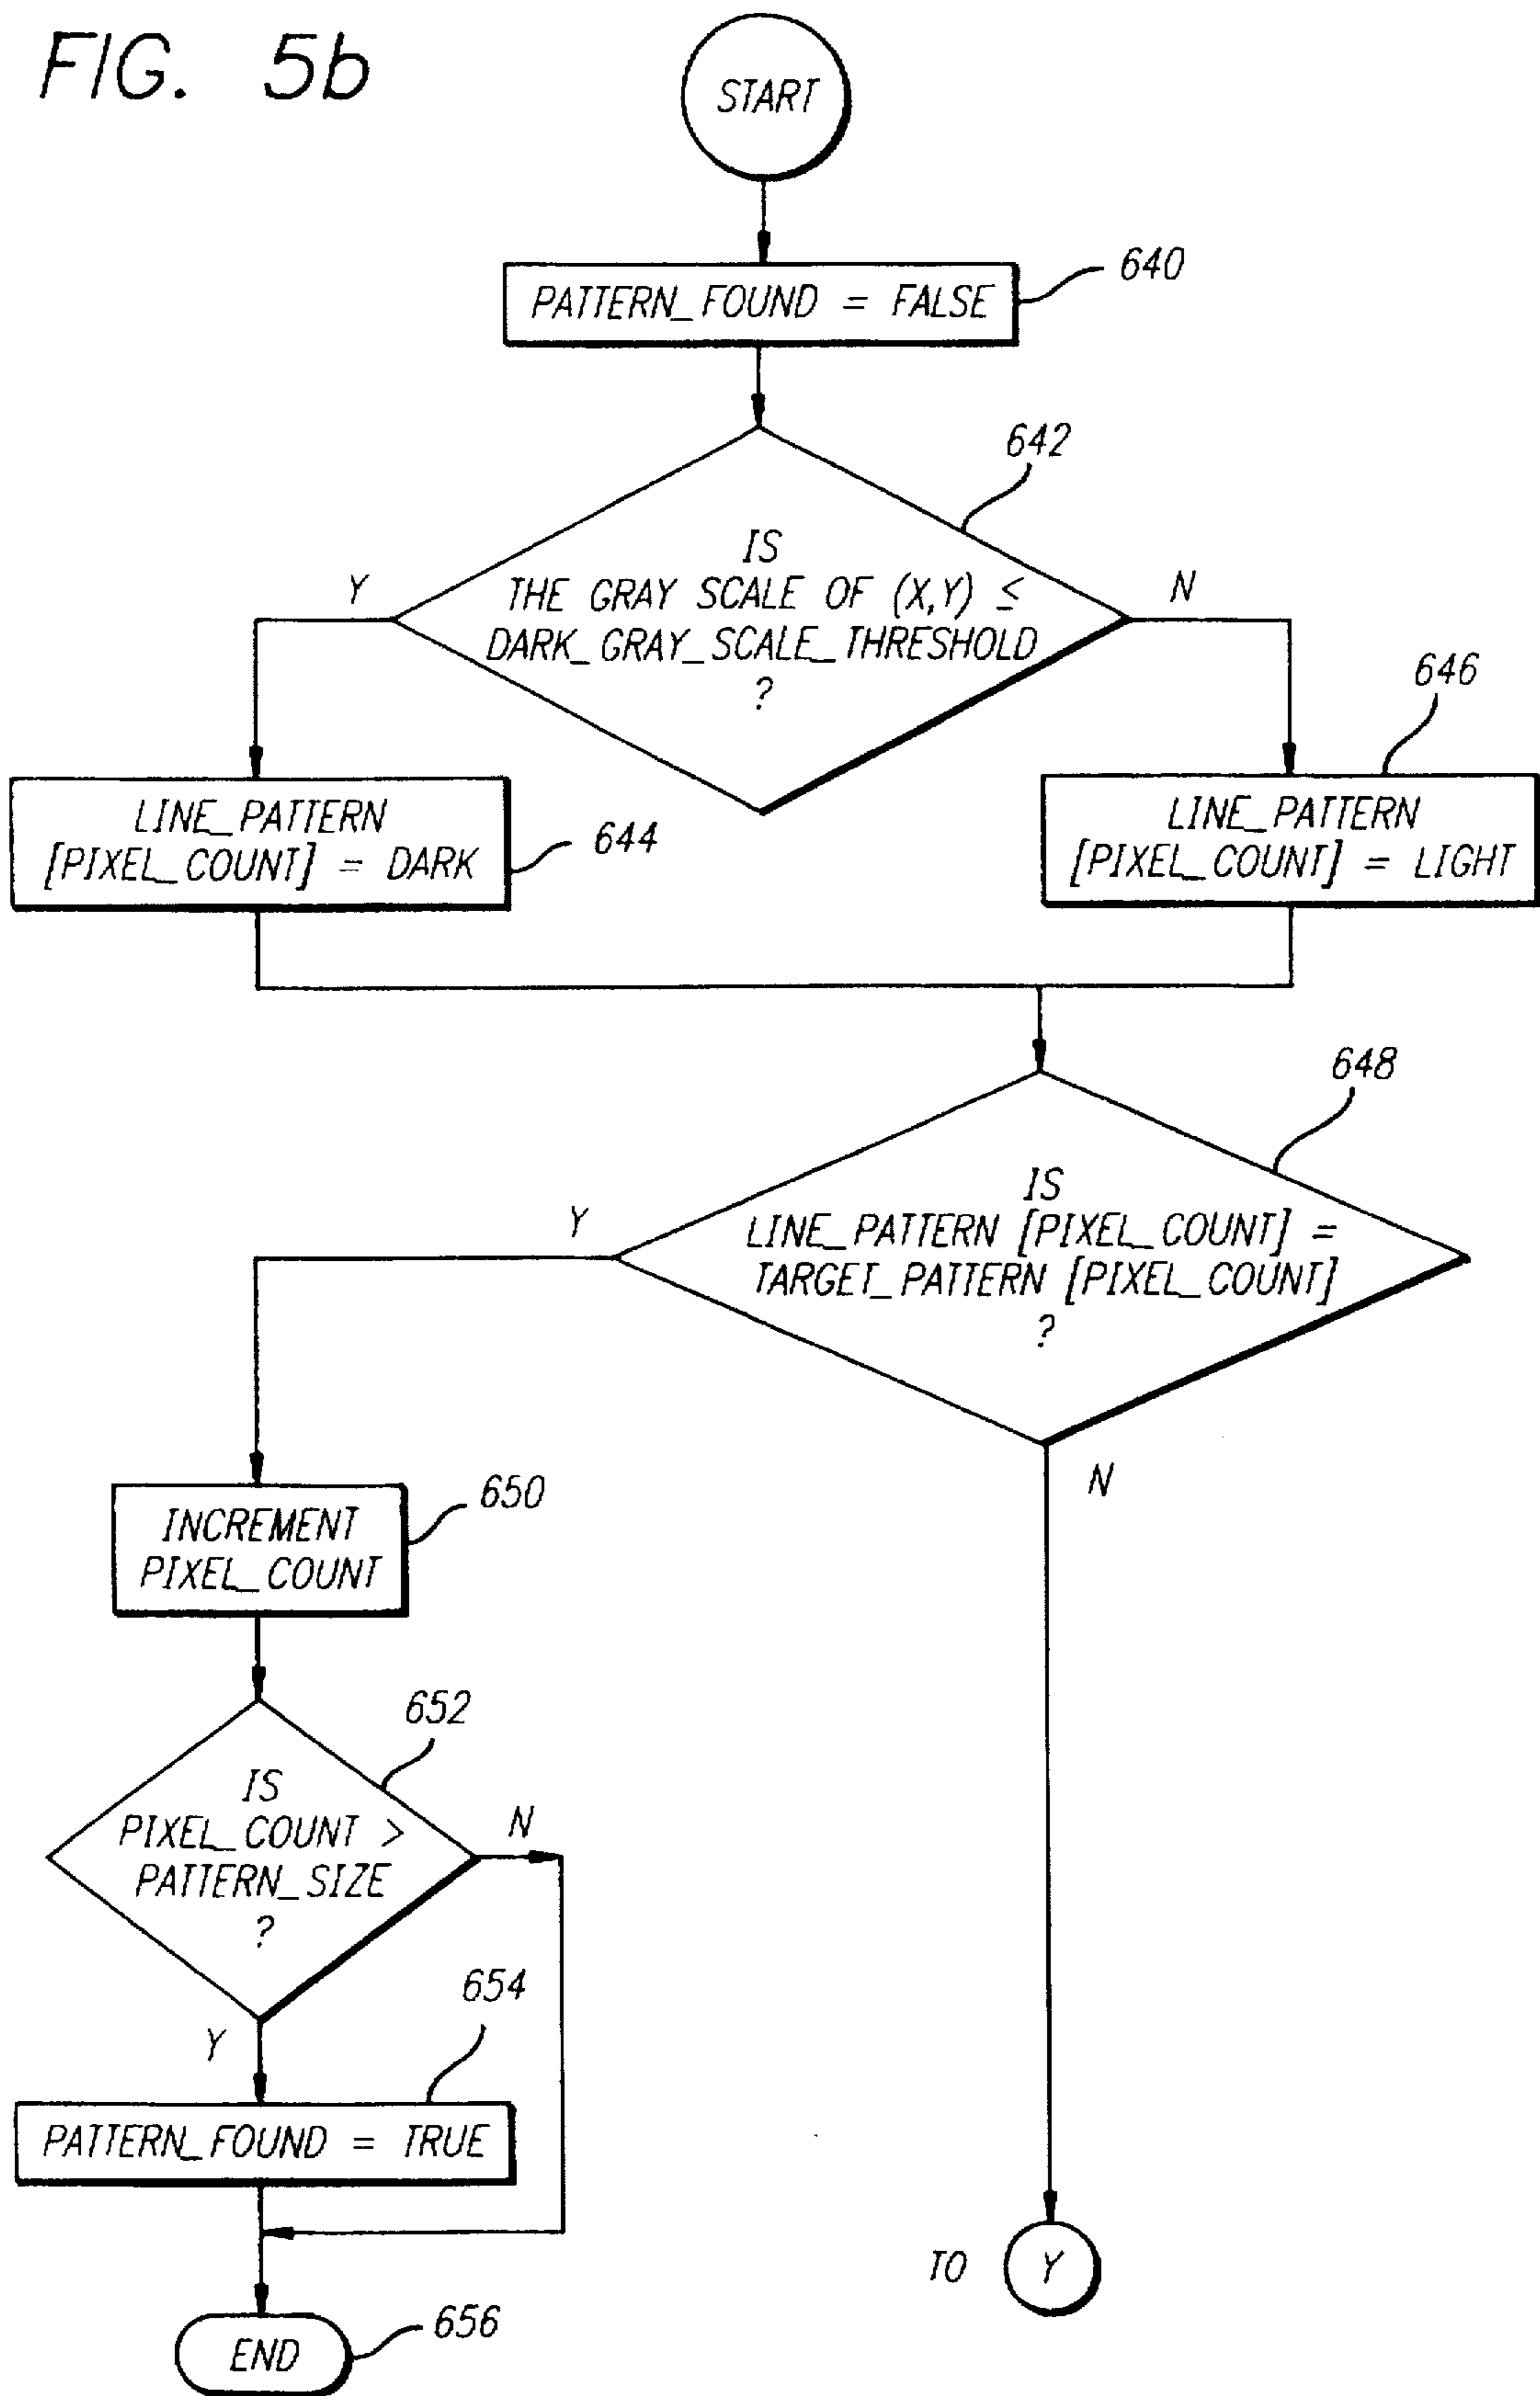 FIG. 5b
START
PATTERN_FOUND = FALSE
640
642
IS
THE GRAY SCALE OF (X,Y) ≤
DARK_GRAY_SCALE_THRESHOLD
?
Y
N
LINE_PATTERN
[PIXEL_COUNT] = DARK
644
646
LINE_PATTERN
[PIXEL_COUNT] = LIGHT
648
IS
LINE_PATTERN [PIXEL_COUNT] =
TARGET_PATTERN [PIXEL_COUNT]
?
Y
N
INCREMENT
PIXEL_COUNT
650
652
IS
PIXEL_COUNT >
PATTERN_SIZE
?
N
Y
654
PATTERN_FOUND = TRUE
TO Y
END
656